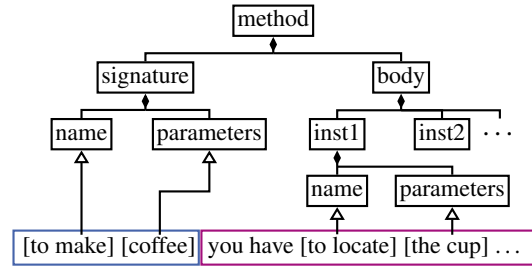 method
signature body
name parameters inst1 inst2 ...
name parameters
[to make] [coffee] you have [to locate] [the cup] ...